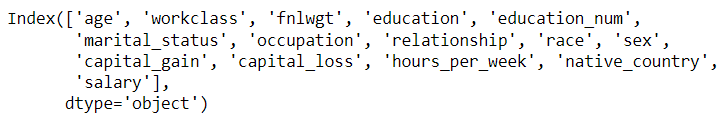 Index(['age', 'workclass', 'fnlwgt', 'education', 'education_num',
'marital_status', 'occupation', 'relationship', 'race', 'sex',
'capital_gain', 'capital_loss', 'hours_per_week', 'native_country',
'salary'],
dtype='object')